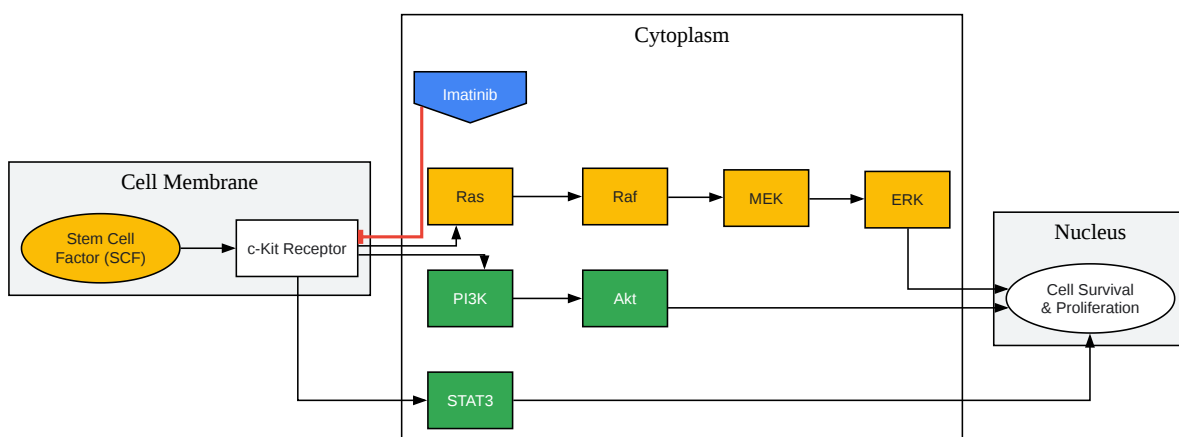 Cytoplasm
Imatinib
Cell Membrane
Stem Cell
Factor (SCF)
c-Kit Receptor
Ras
Raf
MEK
ERK
PI3K
Akt
STAT3
Nucleus
Cell Survival
& Proliferation